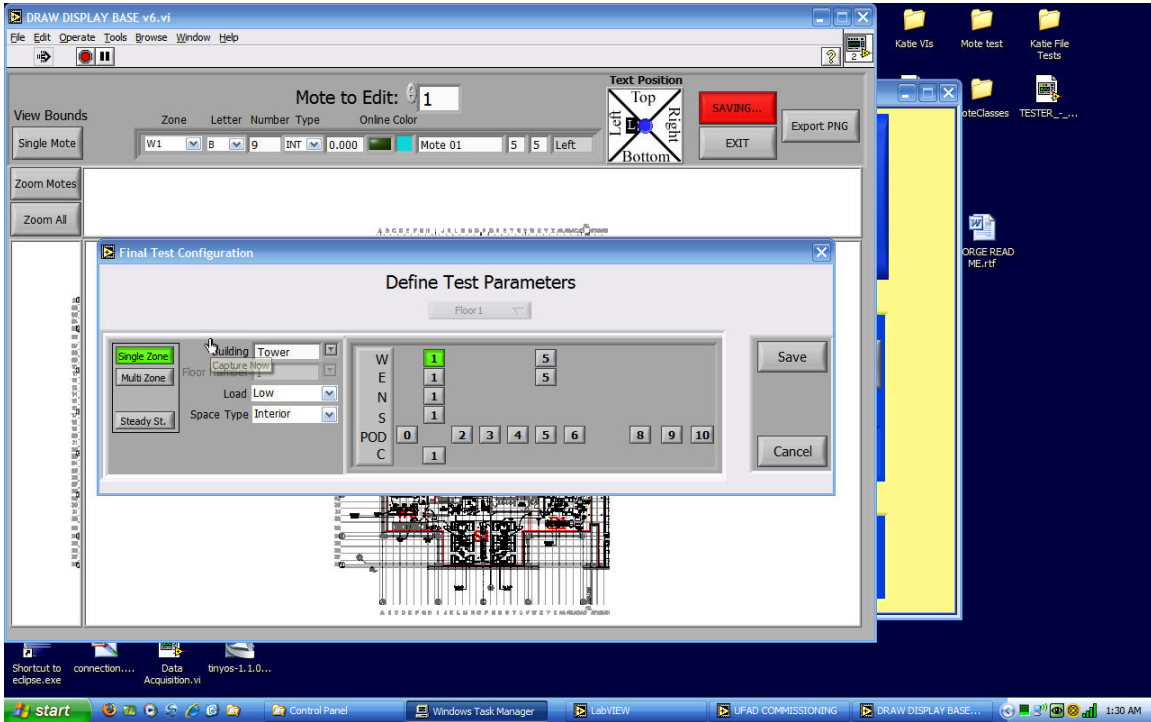 DRAW DISPLAY BASE v6.vi
File Edit Operate Tools Browse Window Help
2
Text Position
Mote to Edit: 1
Top
Left
L
Right
Bottom
SAVING...
EXIT
Export PNG
View Bounds
Single Mote
Zone Letter Number Type Online Color
W1 B 9 INT 0.000 Mote 01 5 5 Left
Zoom Motes
Zoom All
Final Test Configuration
Define Test Parameters
Floor1
Single Zone
Multi Zone
Steady St.
Building Tower
Capture Now
Floor Number 1
Load Low
Space Type Interior
W 1 5
E 1 5
N 1
S 1
POD 0 2 3 4 5 6 8 9 10
C 1
Save
Cancel
Katie VIs
Mote test
Katie File Tests
oteClasses
TESTER_-_...
ORGE READ ME.rtf
Shortcut to eclipse.exe
connection....
Data Acquisition.vi
tinyos-1.1.0...
start
Control Panel
Windows Task Manager
LabVIEW
UFAD COMMISSIONING
DRAW DISPLAY BASE...
1:30 AM